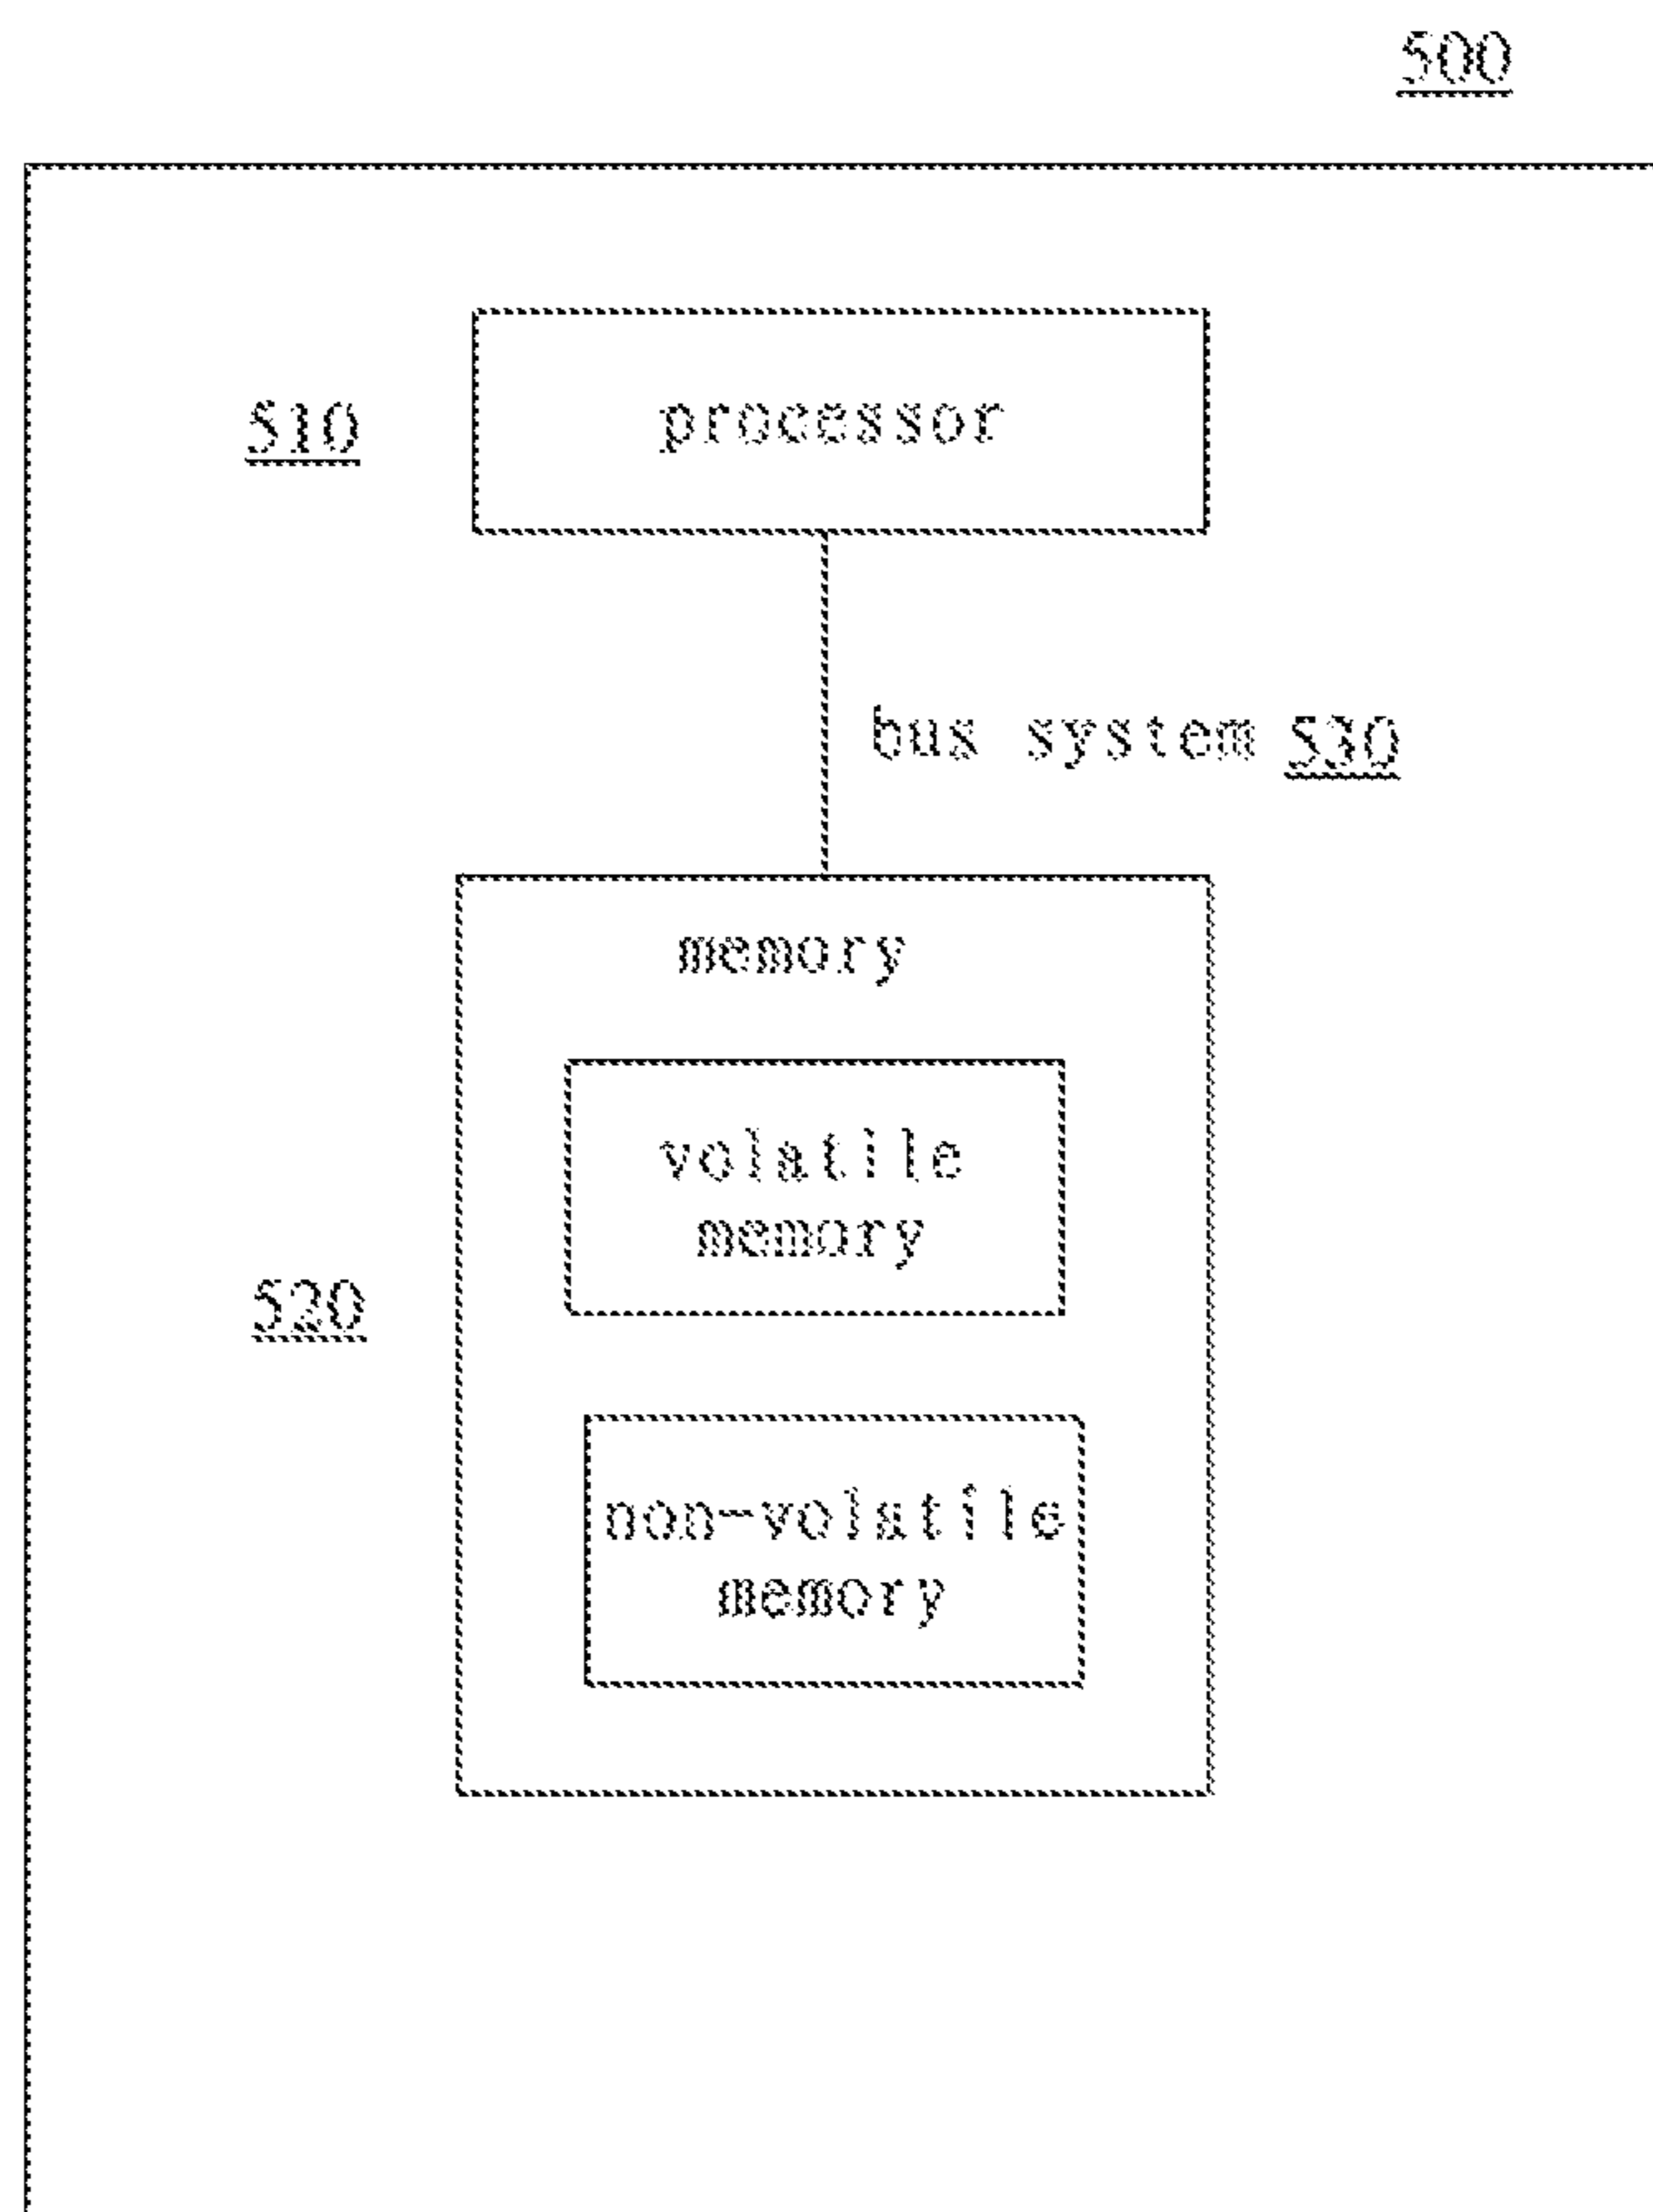 500
510
processor
bus system 530
memory
volatile
memory
520
non-volatile
memory